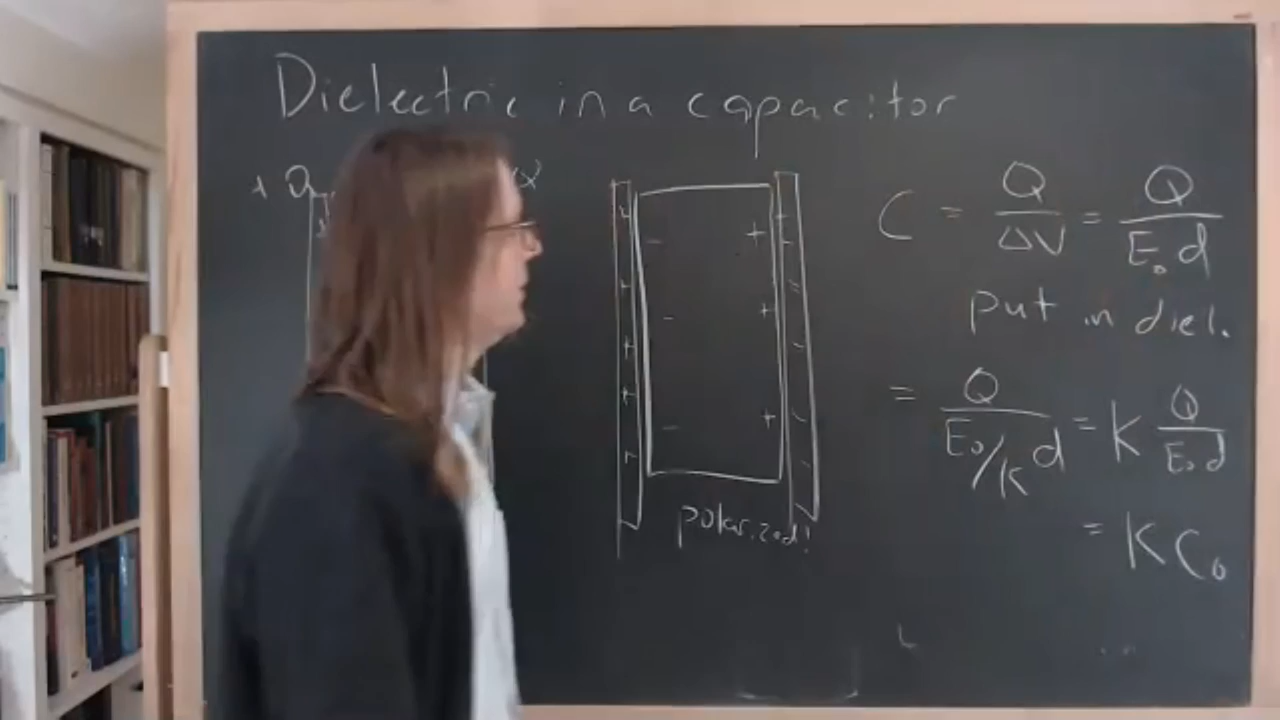 Dielectric in a capacitor
+Q
C = Q/ΔV = Q/E₀d
put in diel.
= Q/(E₀/K d) = K Q/E₀d
= KC₀
polarized!